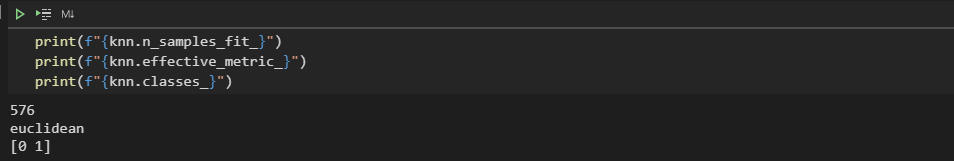 M↓
print(f"{knn.n_samples_fit_}")
print(f"{knn.effective_metric_}")
print(f"{knn.classes_}")
576
euclidean
[0 1]